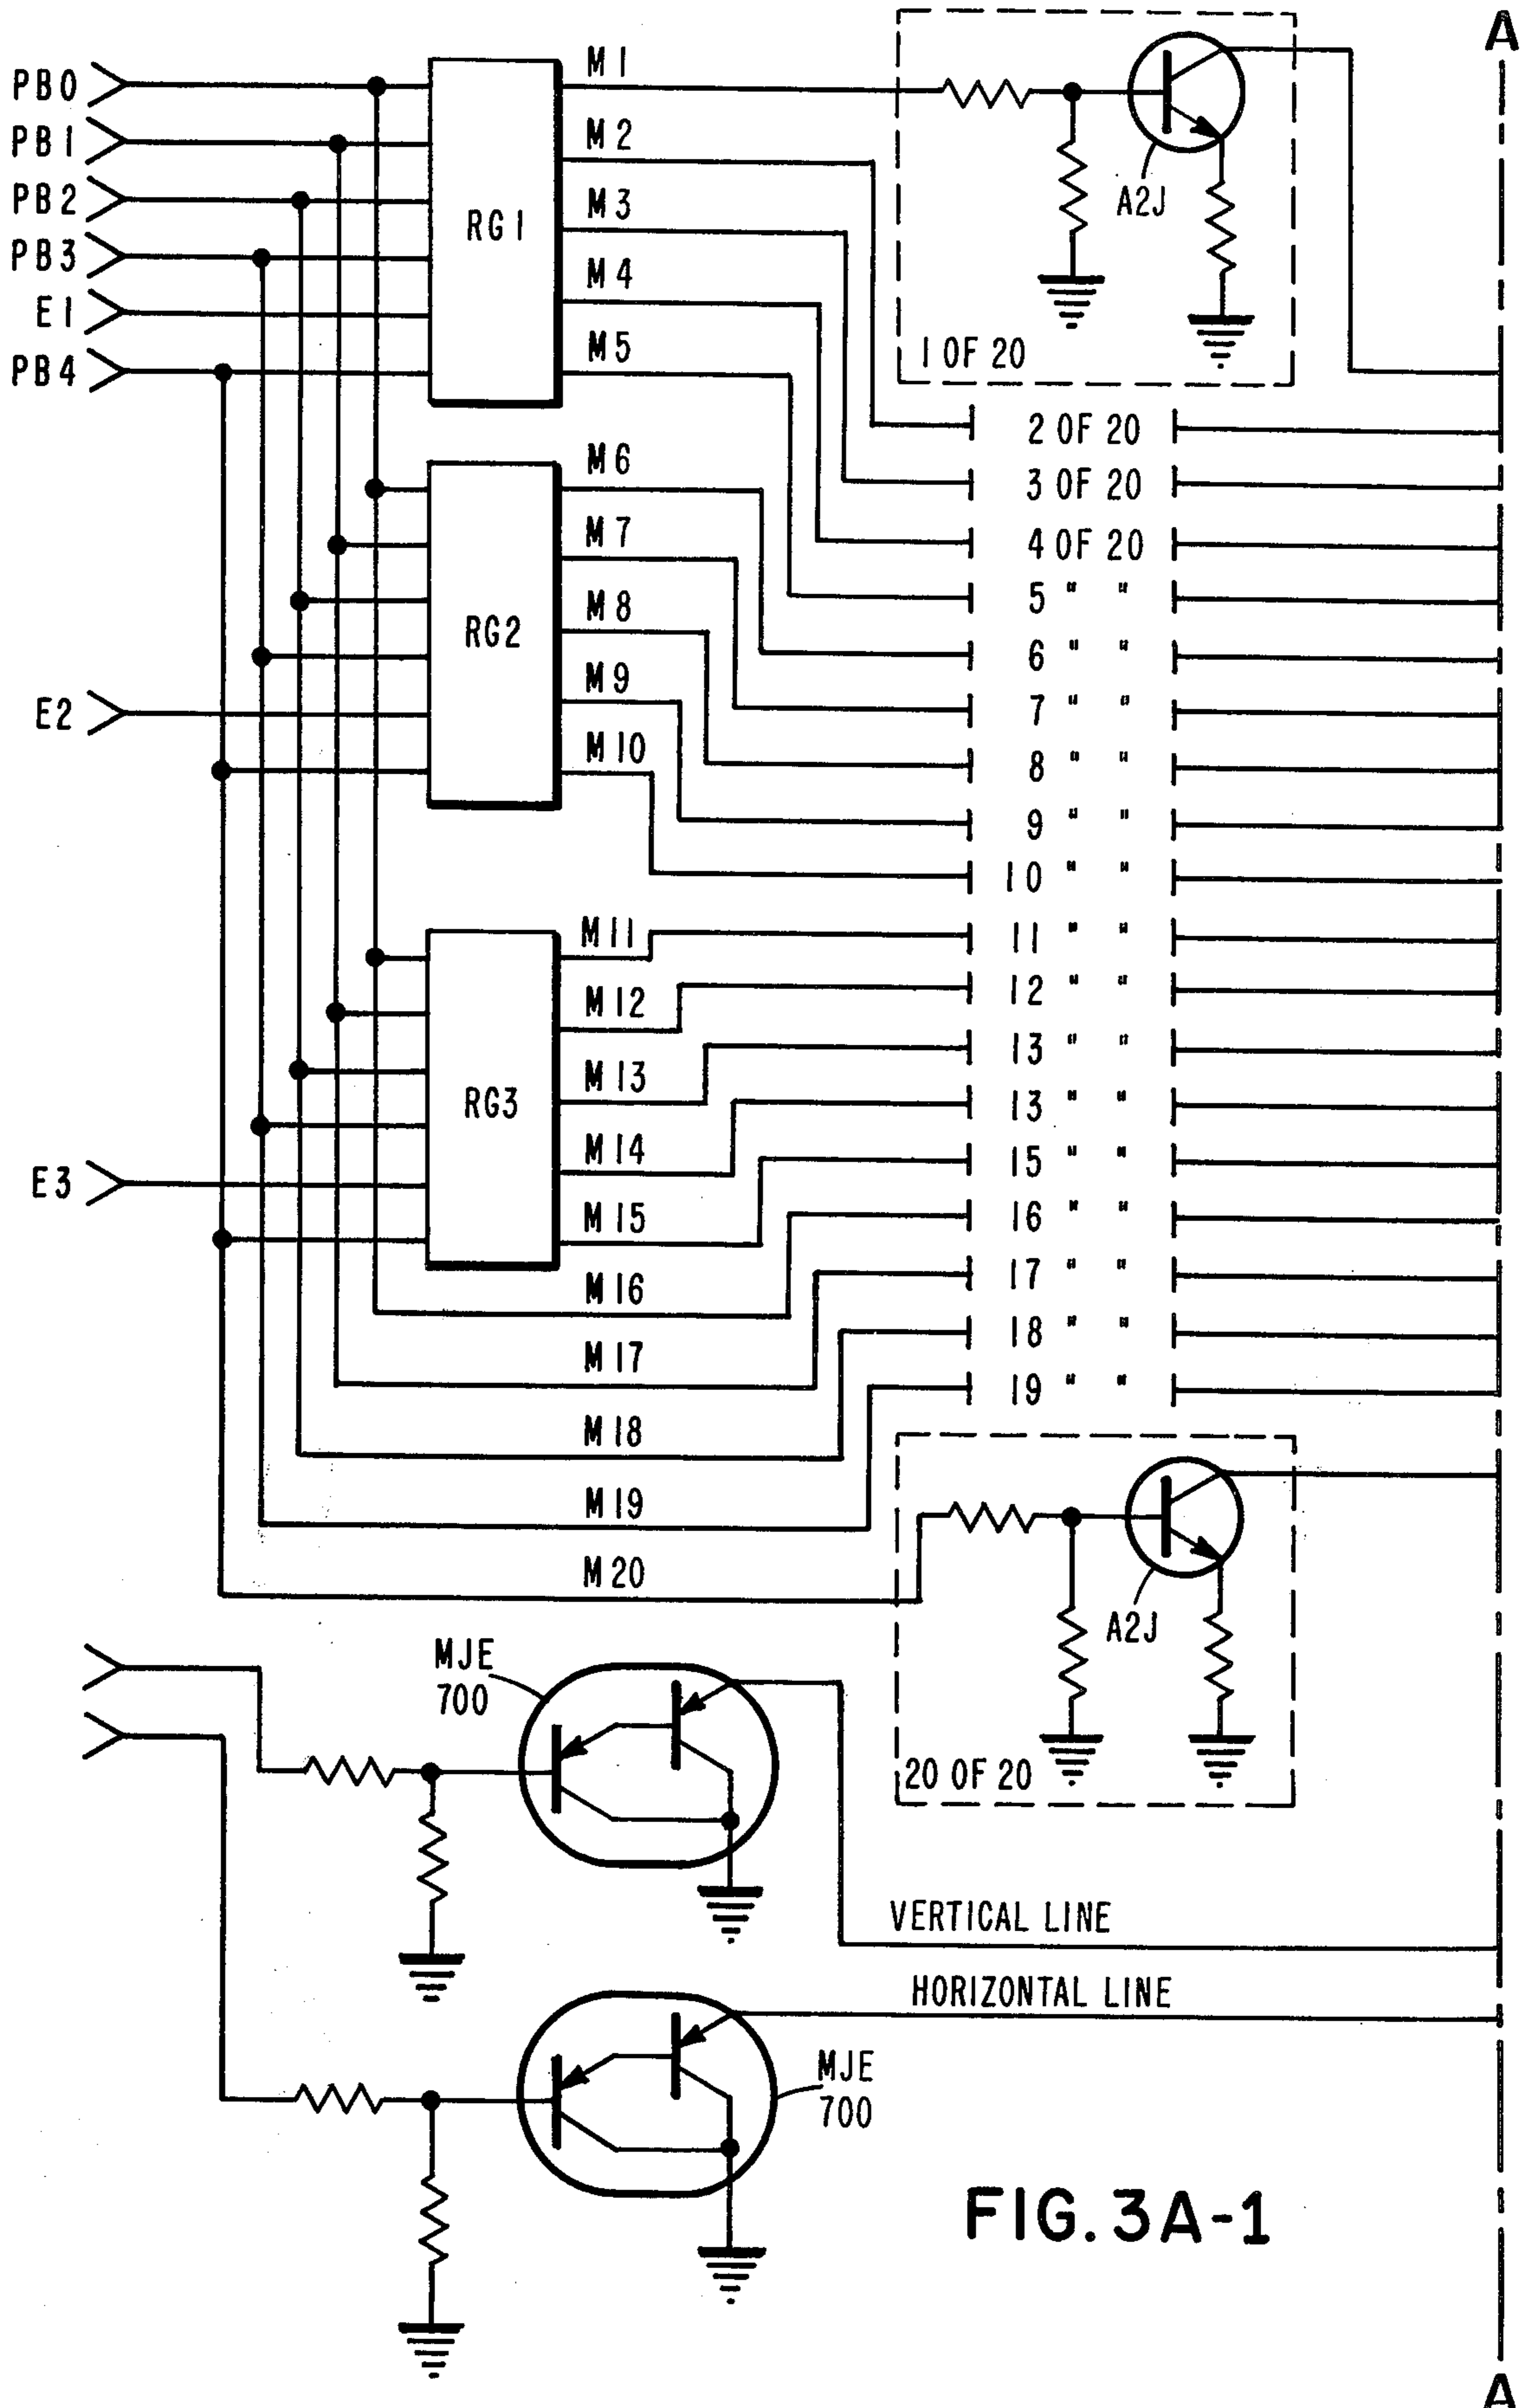 A
PB0
PB1
PB2
PB3
E1
PB4
RG1
M1
M2
M3
M4
M5
A2J
1 OF 20
2 OF 20
3 OF 20
4 OF 20
5 " "
6 " "
7 " "
8 " "
9 " "
10 " "
11 " "
12 " "
13 " "
13 " "
15 " "
16 " "
17 " "
18 " "
19 " "
E2
RG2
M6
M7
M8
M9
M10
E3
RG3
M11
M12
M13
M14
M15
M16
M17
M18
M19
M20
A2J
20 OF 20
MJE
700
VERTICAL LINE
HORIZONTAL LINE
MJE
700
FIG. 3A-1
A